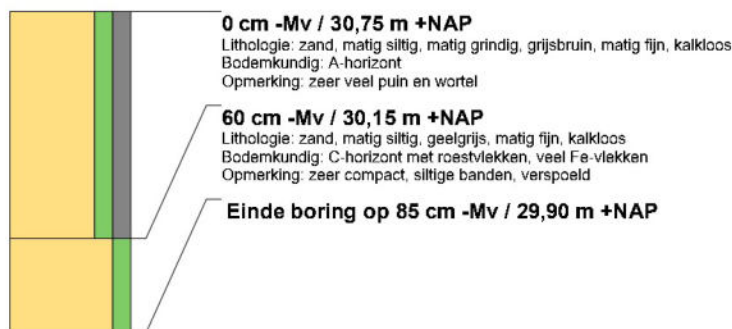 0 cm -Mv / 30,75 m +NAP
Lithologie: zand, matig siltig, matig grindig, grijsbruin, matig fijn, kalkloos
Bodemkundig: A-horizont
Opmerking: zeer veel puin en wortel
60 cm -Mv / 30,15 m +NAP
Lithologie: zand, matig siltig, geelgrijs, matig fijn, kalkloos
Bodemkundig: C-horizont met roestvlekken, veel Fe-vlekken
Opmerking: zeer compact, siltige banden, verspoeld
Einde boring op 85 cm -Mv / 29,90 m +NAP